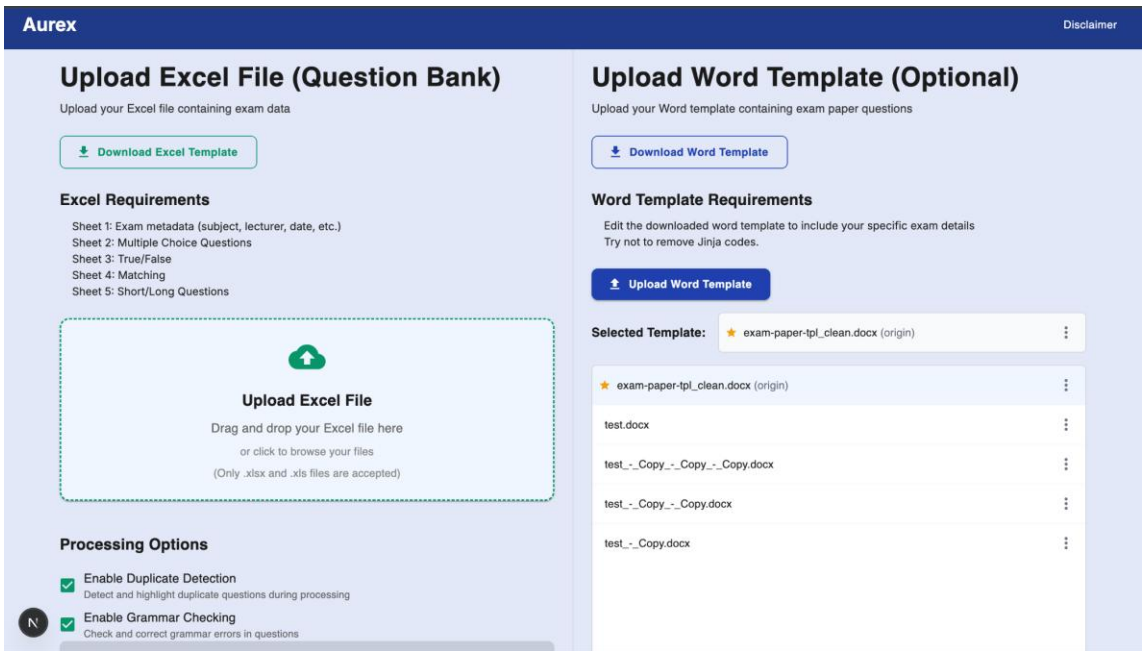 Aurex
Disclaimer
Upload Excel File (Question Bank)
Upload your Excel file containing exam data
Download Excel Template
Excel Requirements
Sheet 1: Exam metadata (subject, lecturer, date, etc.)
Sheet 2: Multiple Choice Questions
Sheet 3: True/False
Sheet 4: Matching
Sheet 5: Short/Long Questions
Upload Excel File
Drag and drop your Excel file here
or click to browse your files
(Only .xlsx and .xls files are accepted)
Processing Options
Enable Duplicate Detection
Detect and highlight duplicate questions during processing
Enable Grammar Checking
Check and correct grammar errors in questions
N
Upload Word Template (Optional)
Upload your Word template containing exam paper questions
Download Word Template
Word Template Requirements
Edit the downloaded word template to include your specific exam details
Try not to remove Jinja codes.
Upload Word Template
Selected Template: exam-paper-tpl_clean.docx (origin)
exam-paper-tpl_clean.docx (origin)
test.docx
test_-_Copy_-_Copy_-_Copy.docx
test_-_Copy_-_Copy.docx
test_-_Copy.docx